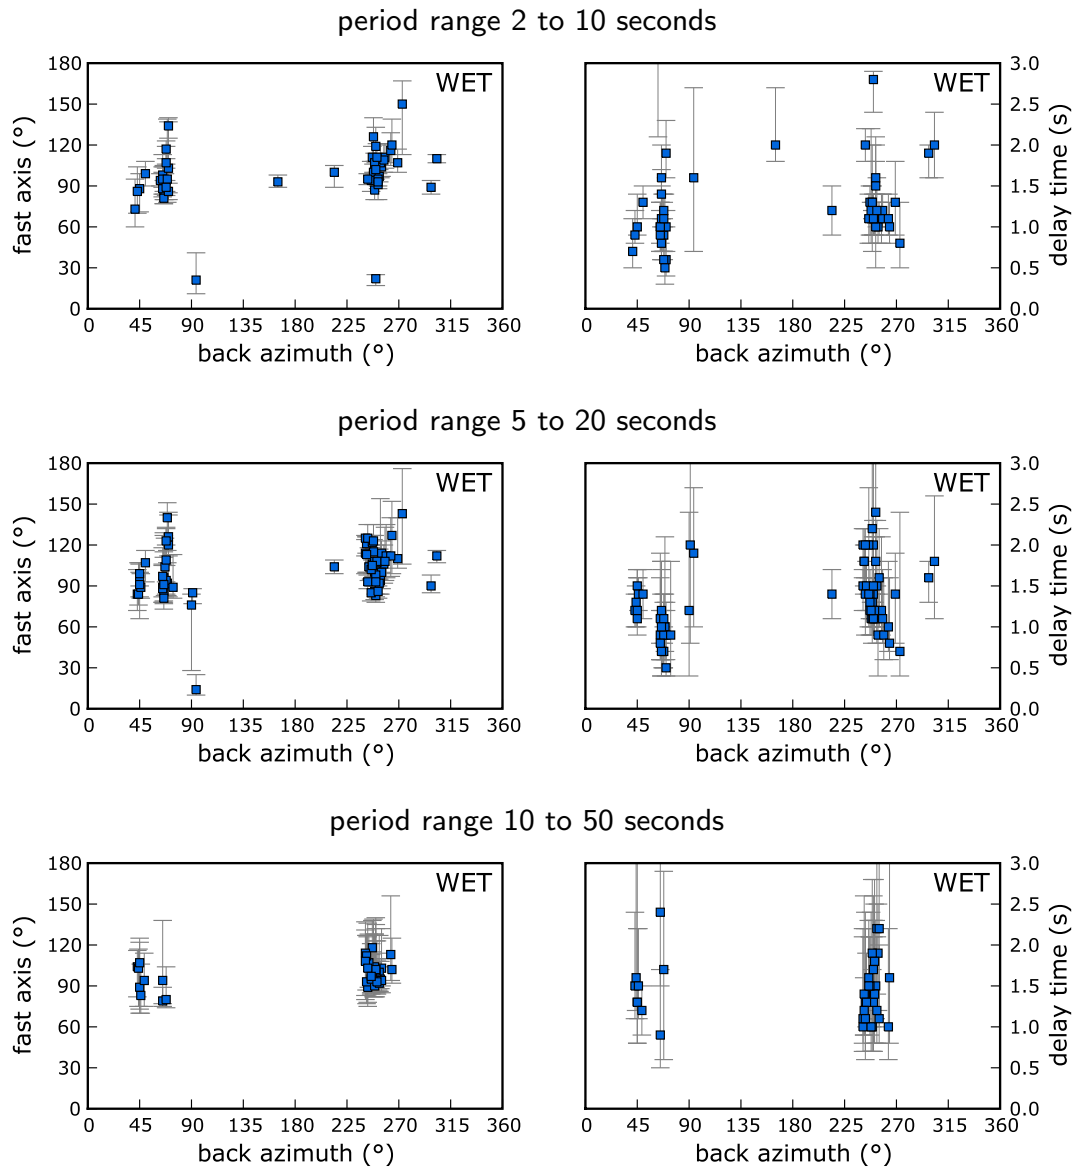 period range 2 to 10 seconds
180 WET WET 3.0
150 2.5
120 2.0
90 1.5
60 1.0
30 0.5
0 0.0
fast axis (°) delay time (s)
0 45 90 135 180 225 270 315 360 0 45 90 135 180 225 270 315 360
back azimuth (°) back azimuth (°)
period range 5 to 20 seconds
180 WET WET 3.0
150 2.5
120 2.0
90 1.5
60 1.0
30 0.5
0 0.0
fast axis (°) delay time (s)
0 45 90 135 180 225 270 315 360 0 45 90 135 180 225 270 315 360
back azimuth (°) back azimuth (°)
period range 10 to 50 seconds
180 WET WET 3.0
150 2.5
120 2.0
90 1.5
60 1.0
30 0.5
0 0.0
fast axis (°) delay time (s)
0 45 90 135 180 225 270 315 360 0 45 90 135 180 225 270 315 360
back azimuth (°) back azimuth (°)